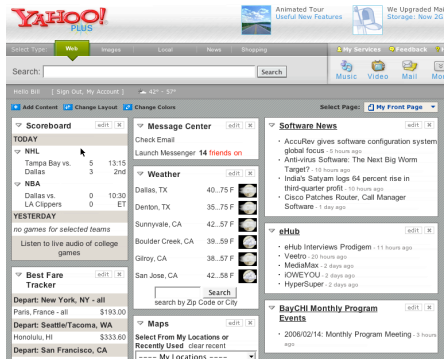 YAHOO!
PLUS
Animated Tour
Useful New Features
We Upgraded Mai
Storage: Now 2G
Select Type:
Web
Images
Local
News
Shopping
My Services
Feedback
Search:
Search
Music
Video
Mail
Mo
Hello Bill [ Sign Out, My Account ]
42° - 57°
Add Content
Change Layout
Change Colors
Select Page:
My Front Page
Scoreboard
edit
TODAY
NHL
Tampa Bay vs. 5 13:15
Dallas 3 2nd
NBA
Dallas vs. 0 10:30
LA Clippers 0 ET
YESTERDAY
no games for selected teams
Listen to live audio of college
games
Best Fare
Tracker
edit
Depart: New York, NY - all
Paris, France - all $193.00
Depart: Seattle/Tacoma, WA
Honolulu, HI $333.60
Depart: San Francisco, CA
Message Center
edit
Check Email
Launch Messenger 14 friends on
Weather
edit
Dallas, TX 40...75 F
Denton, TX 35...75 F
Sunnyvale, CA 42...57 F
Boulder Creek, CA 39...59 F
Gilroy, CA 38...57 F
San Jose, CA 42...58 F
Search
search by Zip Code or City
Maps
edit
Select From My Locations or
Recently Used clear recent
---- My Locations ----
Software News
edit
AccuRev gives software configuration system
global focus - 5 hours ago
Anti-virus Software: The Next Big Worm
Target? - 10 hours ago
India's Satyam logs 64 percent rise in
third-quarter profit - 10 hours ago
Cisco Patches Router, Call Manager
Software - 1 day ago
eHub
edit
eHub Interviews Prodigem - 11 hours ago
Veetro - 20 hours ago
MediaMax - 2 days ago
iOWEYOU - 2 days ago
HyperSuper - 2 days ago
BayCHI Monthly Program
Events
edit
2006/02/14: Monthly Program Meeting - 3 hours
ago